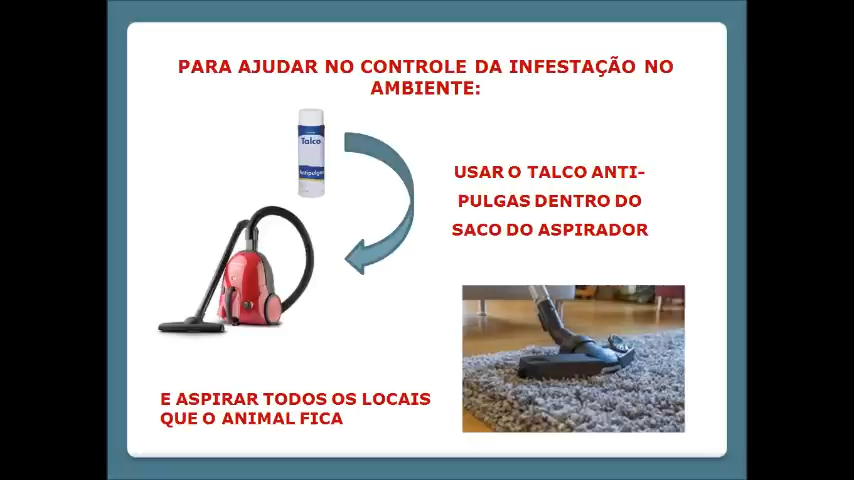 PARA AJUDAR NO CONTROLE DA INFESTAÇÃO NO
AMBIENTE:
Talco
Antipulgas
USAR O TALCO ANTI-
PULGAS DENTRO DO
SACO DO ASPIRADOR
E ASPIRAR TODOS OS LOCAIS
QUE O ANIMAL FICA